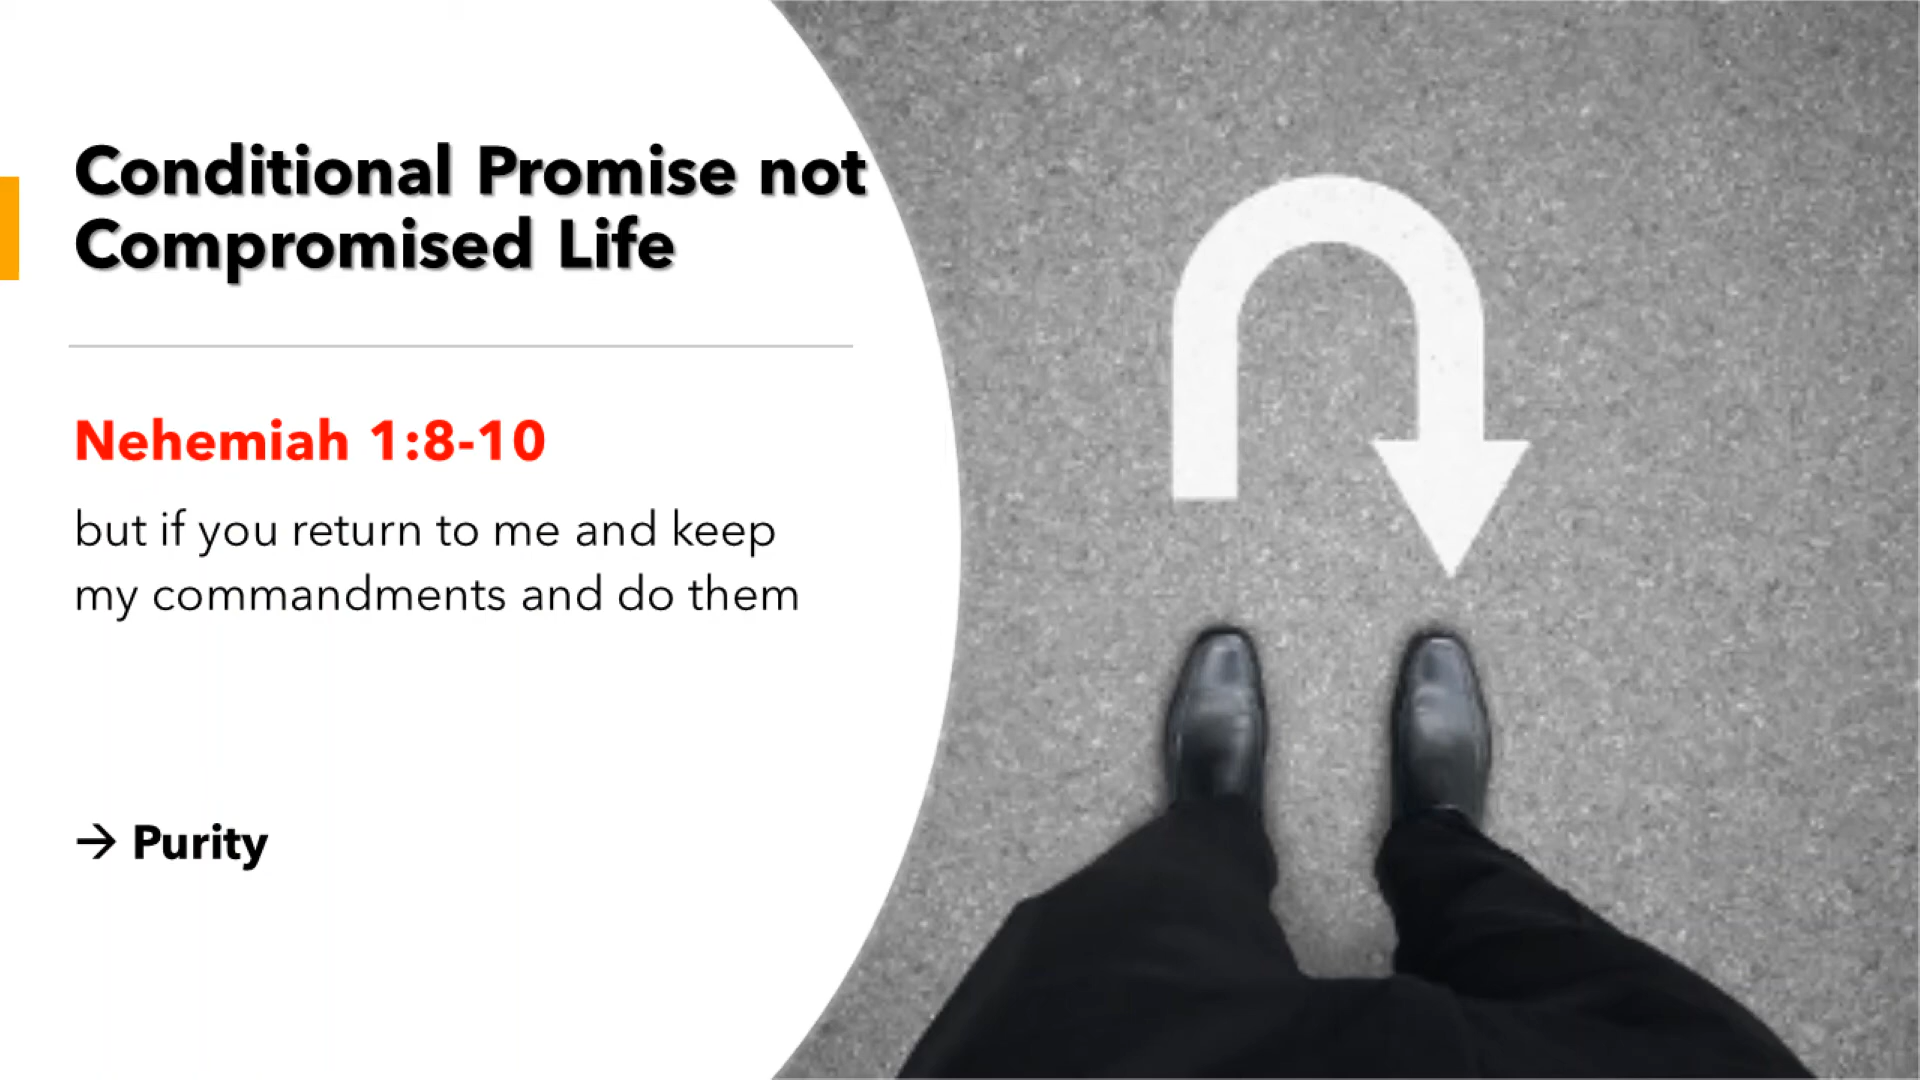 Conditional Promise not
Compromised Life
Nehemiah 1:8-10
but if you return to me and keep
my commandments and do them
→ Purity